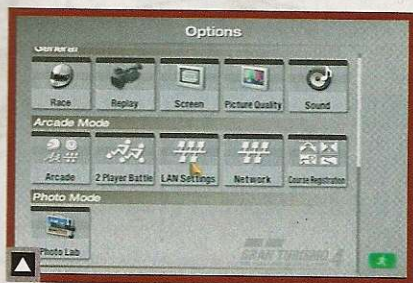 Options
General
Race Replay Screen Picture Quality Sound
Arcade Mode
Arcade 2 Player Battle LAN Settings Network Course Registration
Photo Mode
Photo Lab
GRAN TURISMO 4